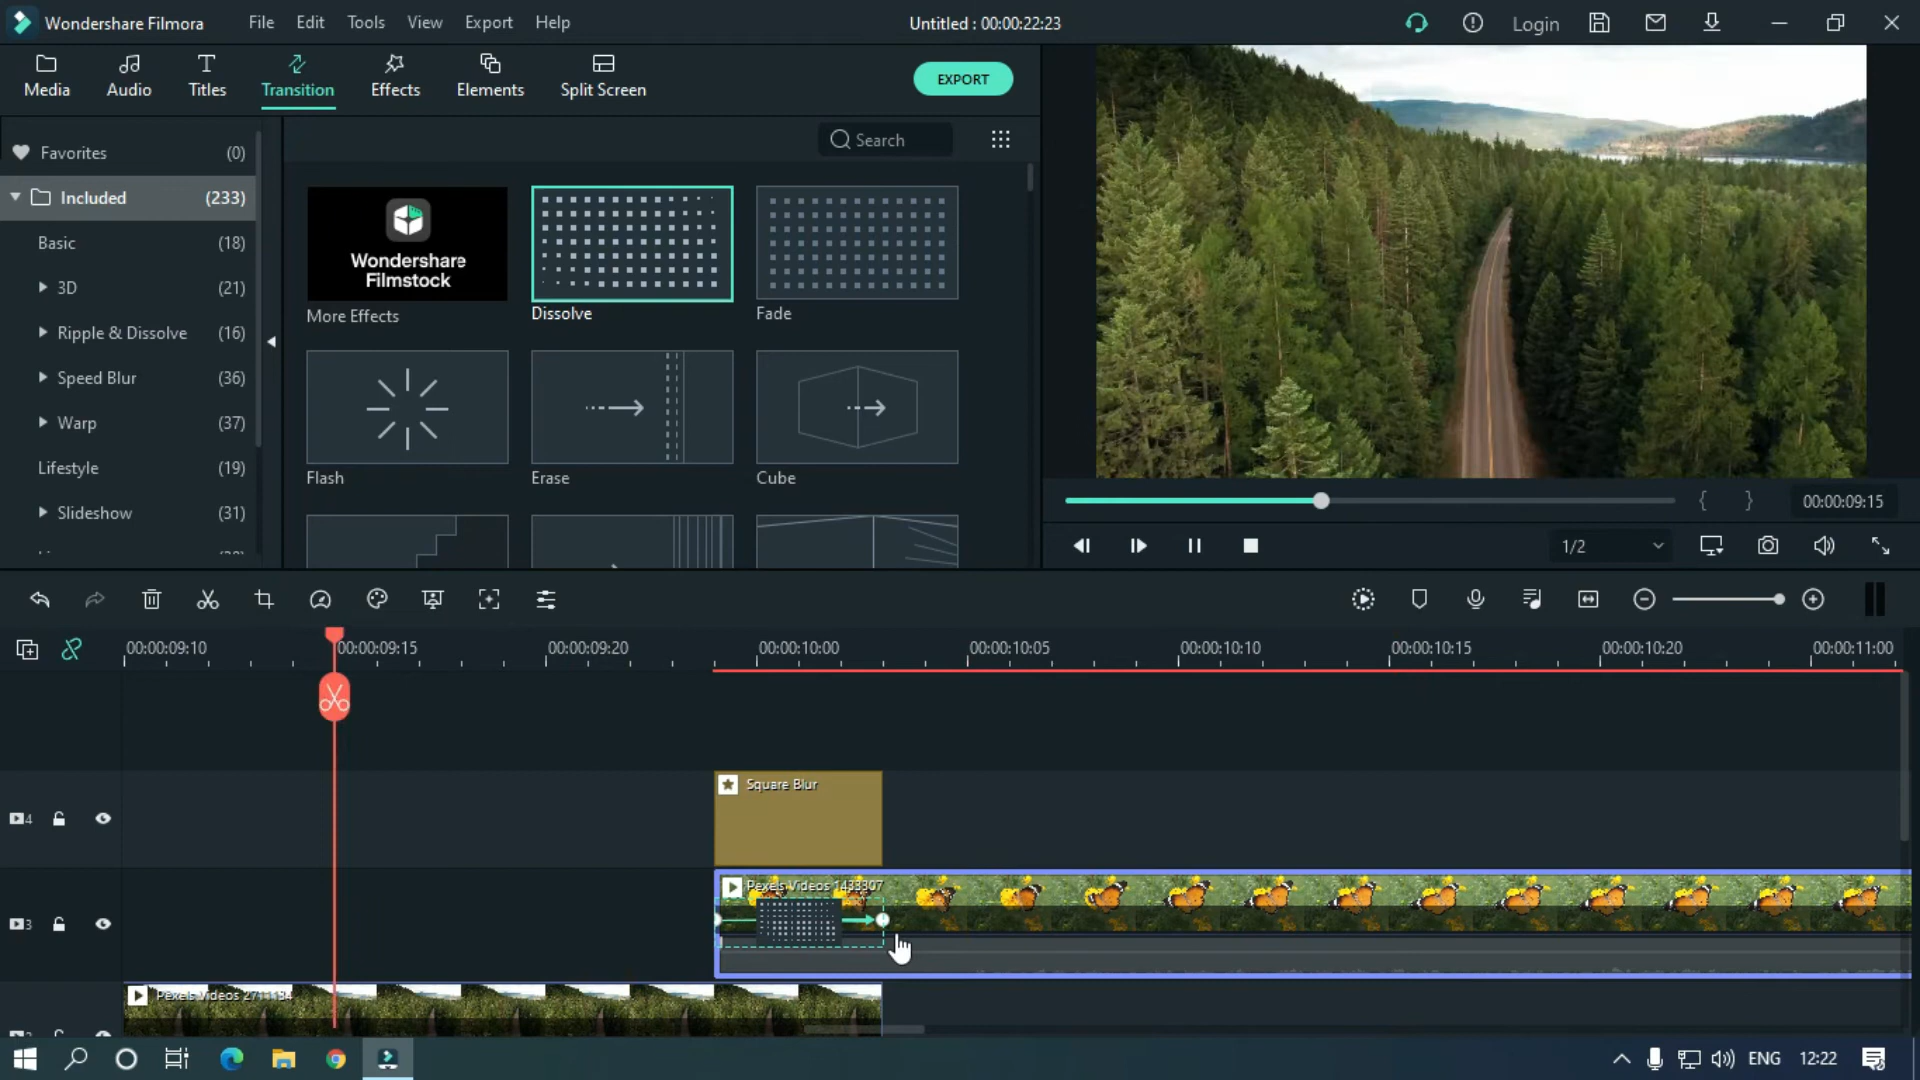 Wondershare Filmora
File
Edit
Tools
View
Export
Help
Untitled : 00:00:22:23
Login
Media
Audio
Titles
Transition
Effects
Elements
Split Screen
EXPORT
Favorites (0)
Included (233)
Basic (18)
3D (21)
Ripple & Dissolve (16)
Speed Blur (36)
Warp (37)
Lifestyle (19)
Slideshow (31)
Search
Wondershare
Filmstock
More Effects
Dissolve
Fade
Flash
Erase
Cube
{ }
00:00:09:15
1/2
00:00:09:10
00:00:09:15
00:00:09:20
00:00:10:00
00:00:10:05
00:00:10:10
00:00:10:15
00:00:10:20
00:00:11:00
4
Square Blur
3
Pexels Videos 1433307
Pexels Videos 2711134
ENG
12:22